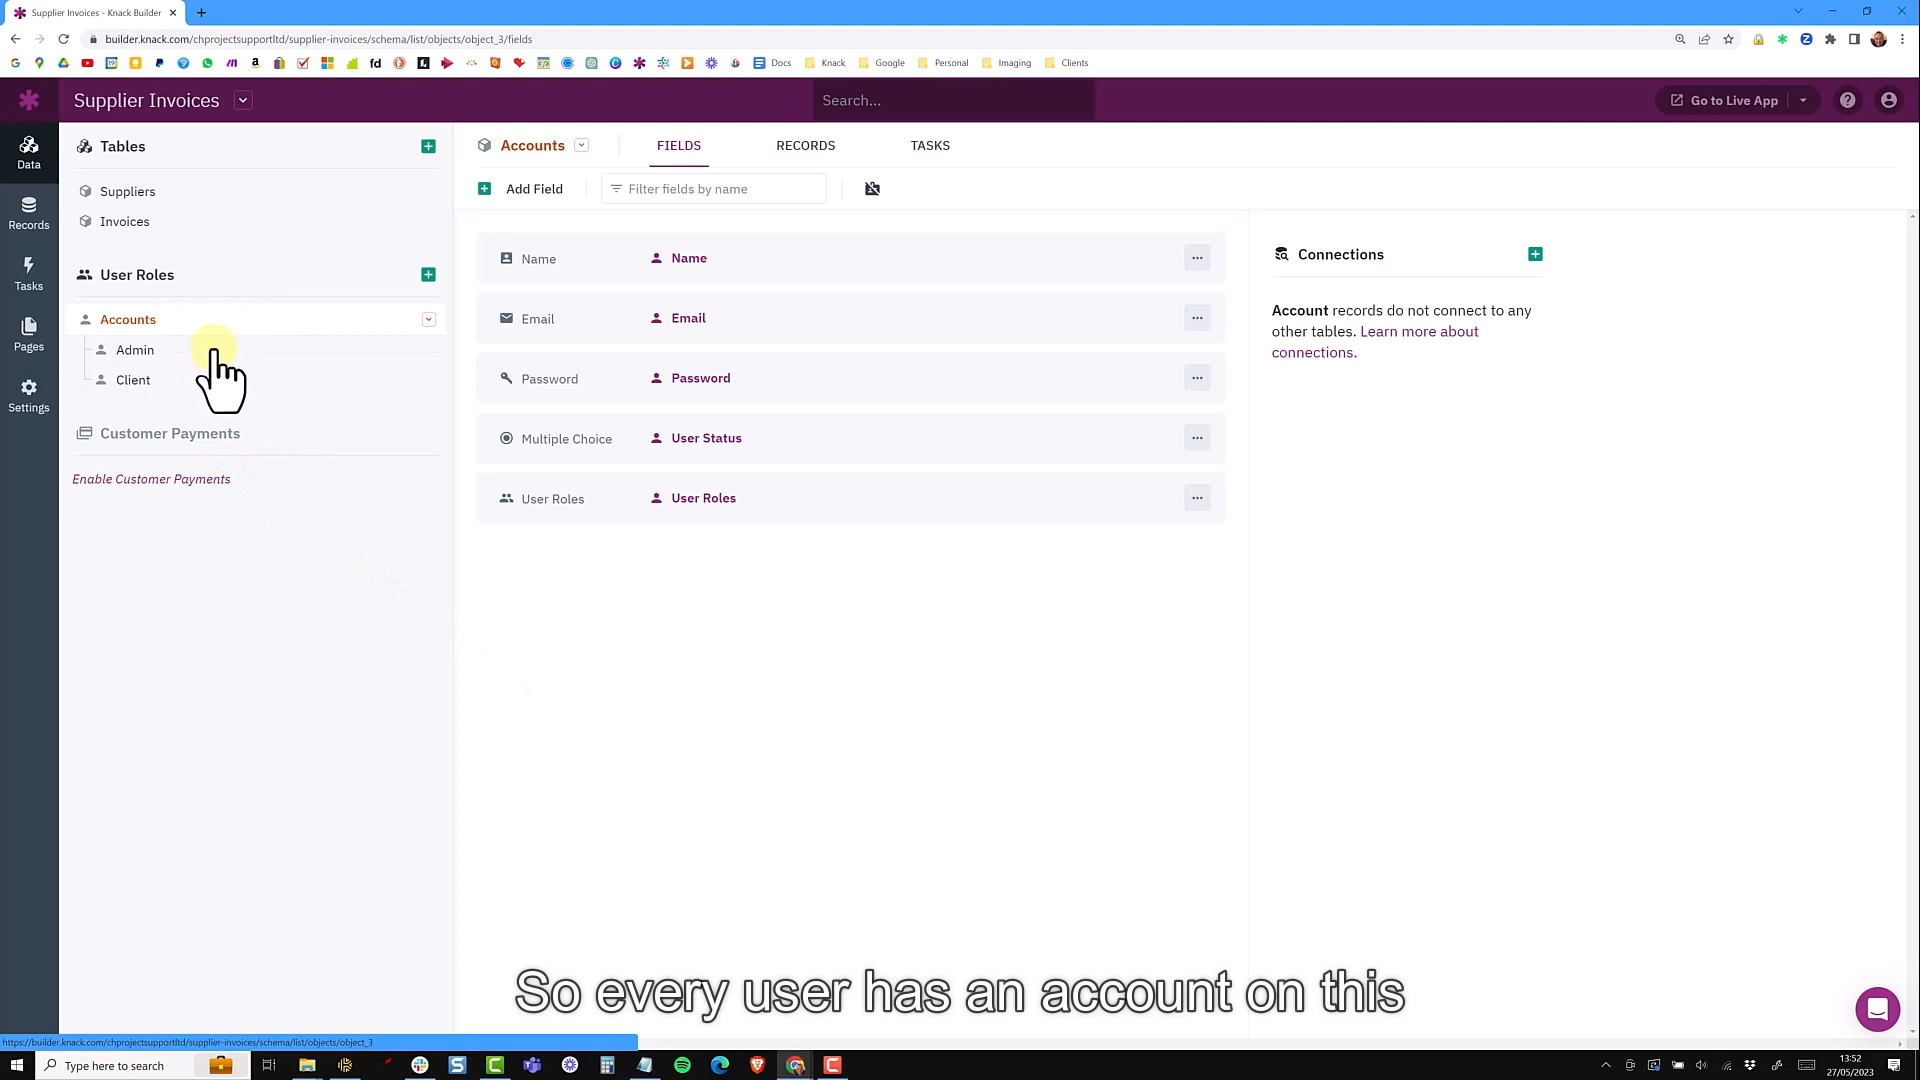 Supplier Invoices - Knack Builder
builder.knack.com/chprojectsupportltd/supplier-invoices/schema/list/objects/object_3/fields
Docs Knack Google Personal Imaging Clients
Supplier Invoices
Search...
Go to Live App
Data
Records
Tasks
Pages
Settings
Tables
Suppliers
Invoices
User Roles
Accounts
Admin
Client
Customer Payments
Enable Customer Payments
Accounts FIELDS RECORDS TASKS
Add Field Filter fields by name
Name Name
Email Email
Password Password
Multiple Choice User Status
User Roles User Roles
Connections
Account records do not connect to any
other tables. Learn more about
connections.
So every user has an account on this
https://builder.knack.com/chprojectsupportltd/supplier-invoices/schema/list/objects/object_3
Type here to search
13:52
27/05/2023